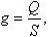 g = Q/S,